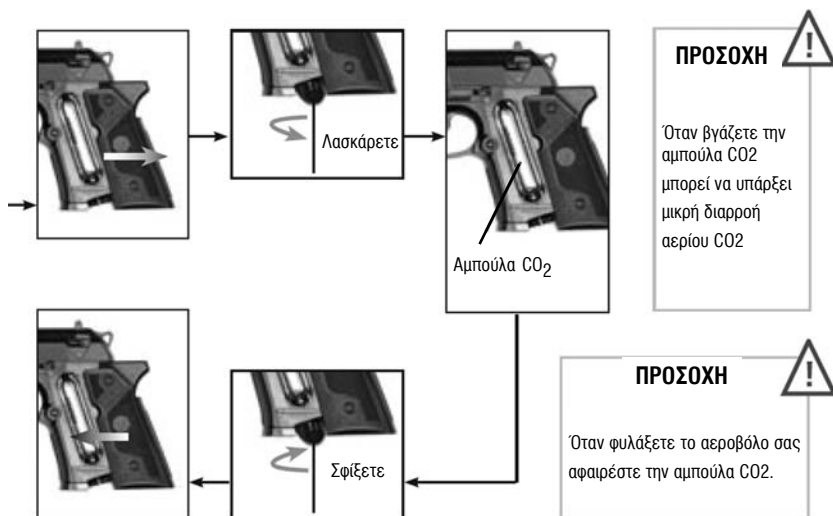 Λασκάρετε
Αμπούλα CO2
ΠΡΟΣΟΧΗ
!
Όταν βγάζετε την
αμπούλα CO2
μπορεί να υπάρξει
μικρή διαρροή
αερίου CO2
Σφίξετε
ΠΡΟΣΟΧΗ
!
Όταν φυλάξετε το αεροβόλο σας
αφαιρέστε την αμπούλα CO2.